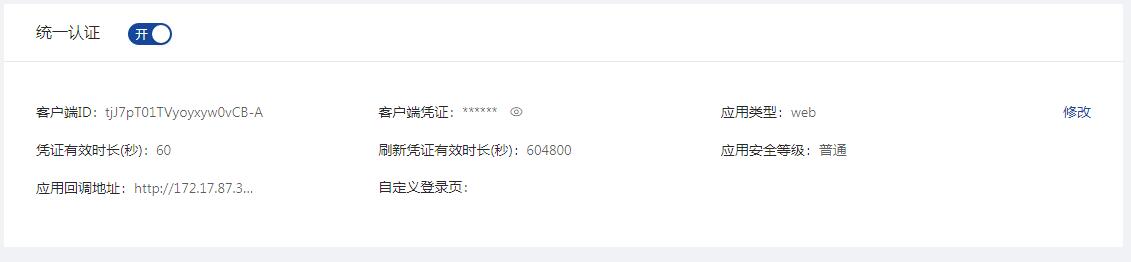 统一认证 开
客户端ID：tjJ7pT01TVyoyxyw0vCB-A 客户端凭证：****** 应用类型：web 修改
凭证有效时长(秒)：60 刷新凭证有效时长(秒)：604800 应用安全等级：普通
应用回调地址：http://172.17.87.3... 自定义登录页：